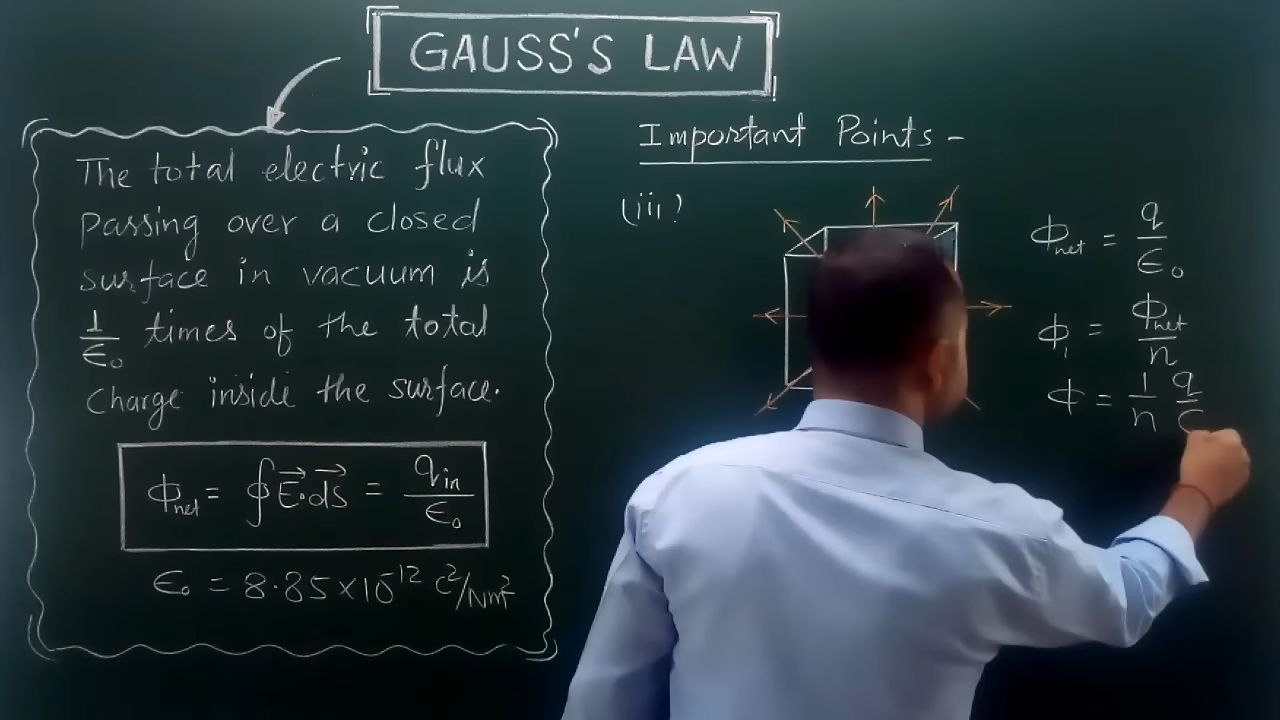 GAUSS'S LAW
The total electric flux
passing over a closed
surface in vacuum is
1/ϵ₀ times of the total
Charge inside the surface.
ϕnet = ∮E⃗·ds⃗ = qin/ϵ₀
ϵ₀ = 8.85×10⁻¹² C²/Nm²
Important Points -
(iii)
ϕnet = q/ϵ₀
ϕ₁ = ϕnet/n
ϕ = 1/n q/